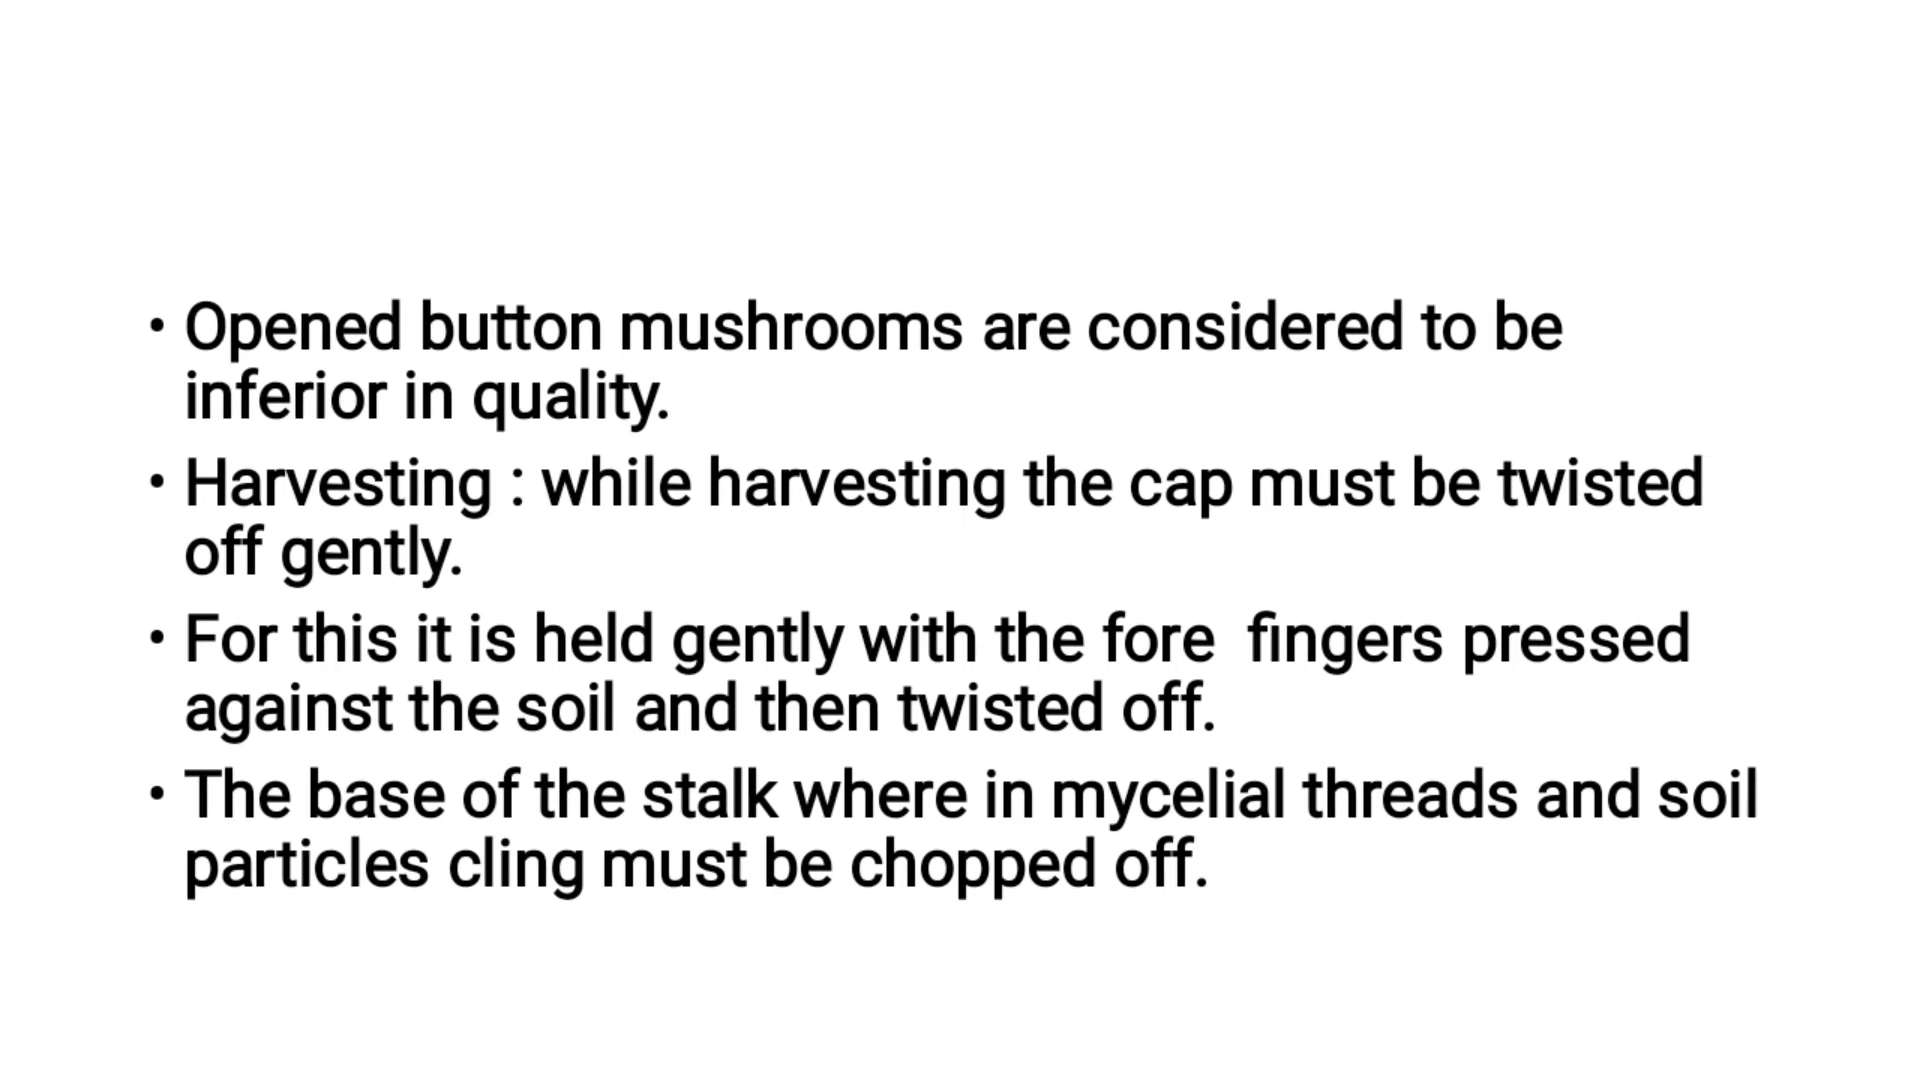 • Opened button mushrooms are considered to be
inferior in quality.
• Harvesting : while harvesting the cap must be twisted
off gently.
• For this it is held gently with the fore  fingers pressed
against the soil and then twisted off.
• The base of the stalk where in mycelial threads and soil
particles cling must be chopped off.